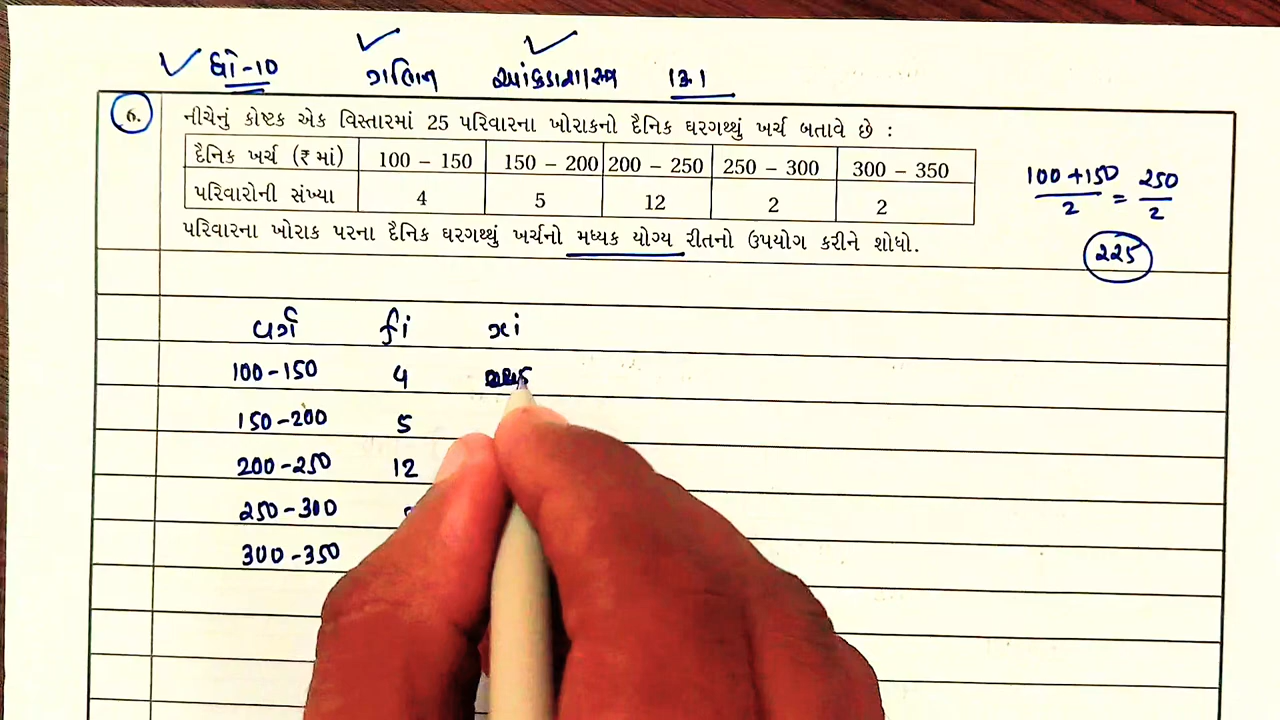 ધો-10 ગણિત આંકડાશાસ્ત્ર 13.1
6. નીચેનું કોષ્ટક એક વિસ્તારમાં 25 પરિવારના ખોરાકનો દૈનિક ઘરગથ્થું ખર્ચ બતાવે છે :
દૈનિક ખર્ચ (₹ માં) 100 – 150 150 – 200 200 – 250 250 – 300 300 – 350
પરિવારોની સંખ્યા 4 5 12 2 2
પરિવારના ખોરાક પરના દૈનિક ઘરગથ્થું ખર્ચનો મધ્યક યોગ્ય રીતનો ઉપયોગ કરીને શોધો.
100 + 150 / 2 = 250 / 2
225
વર્ગ fi xi
100-150 4
150-200 5
200-250 12
250-300
300-350